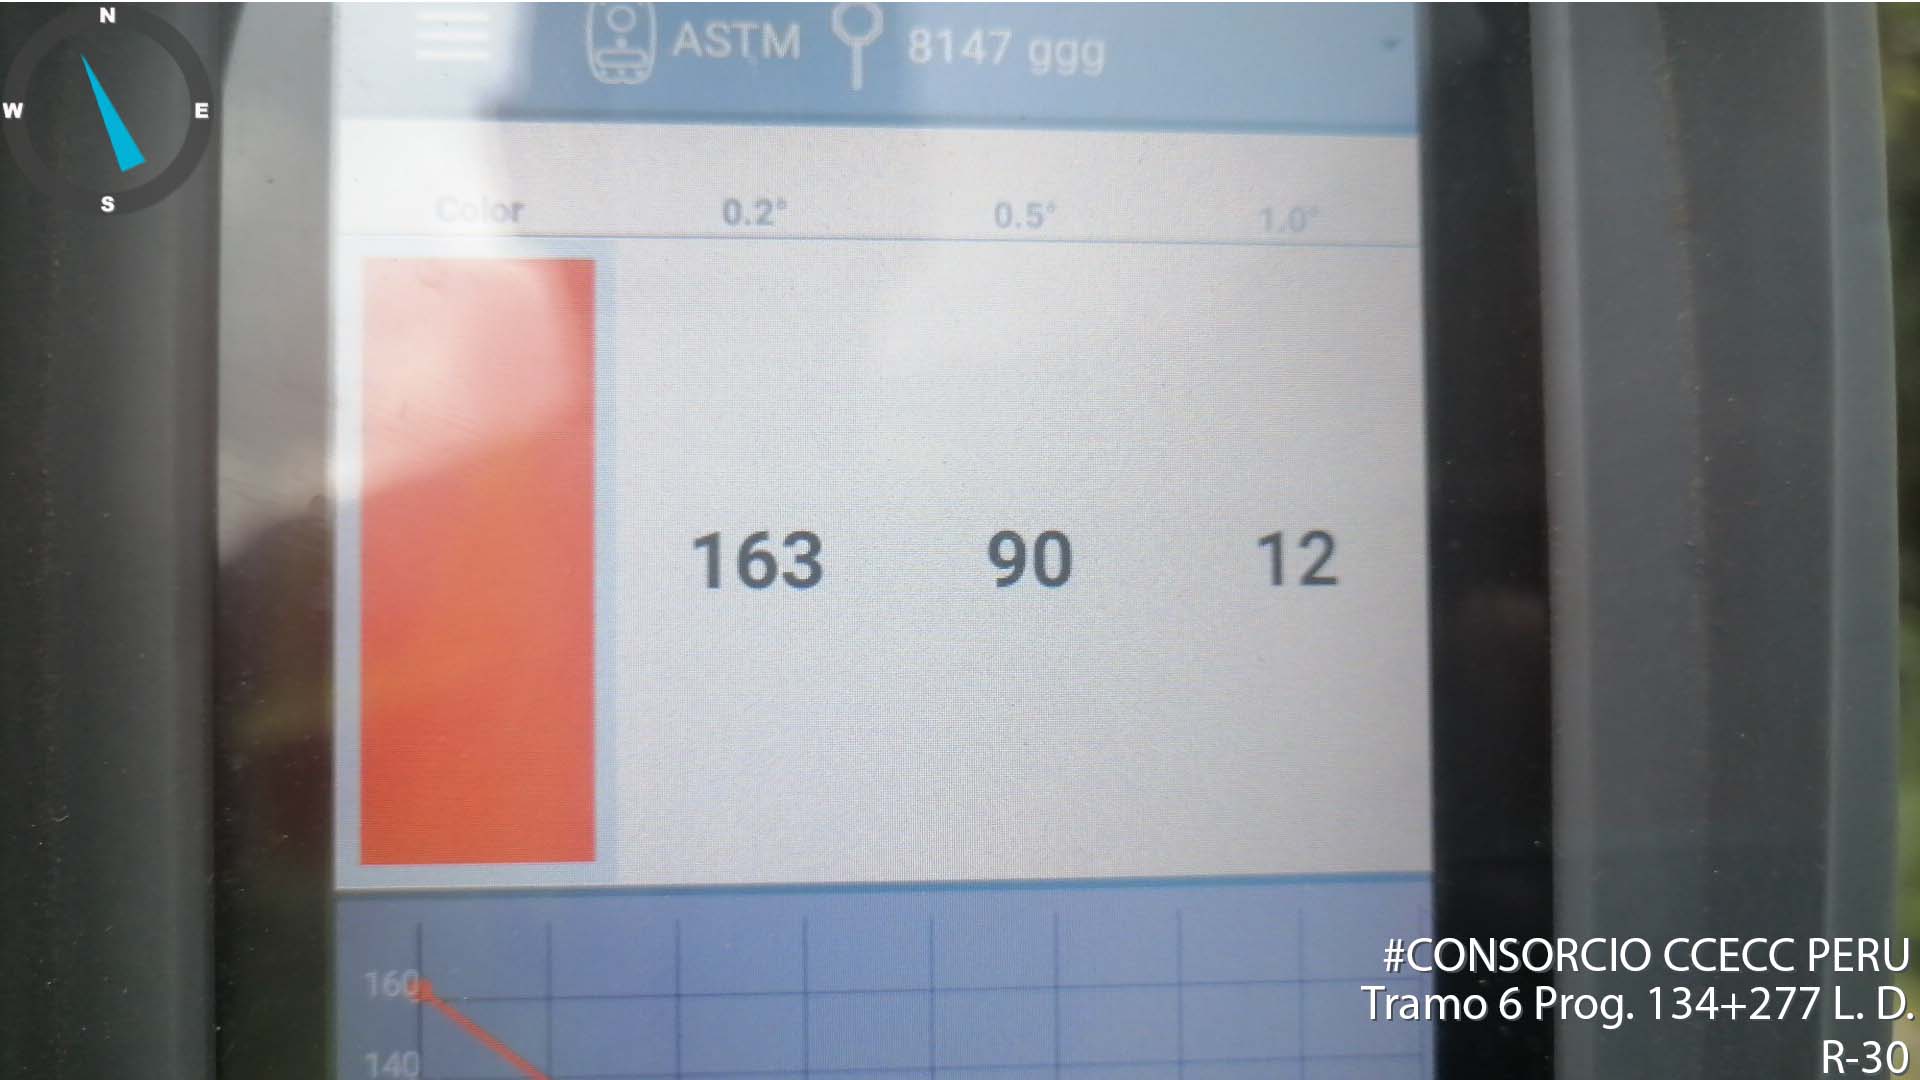 N
W E
S
ASTM 8147 ggg
Color 0.2° 0.5° 1.0°
163 90 12
160
140
#CONSORCIO CCECC PERU
Tramo 6 Prog. 134+277 L. D.
R-30